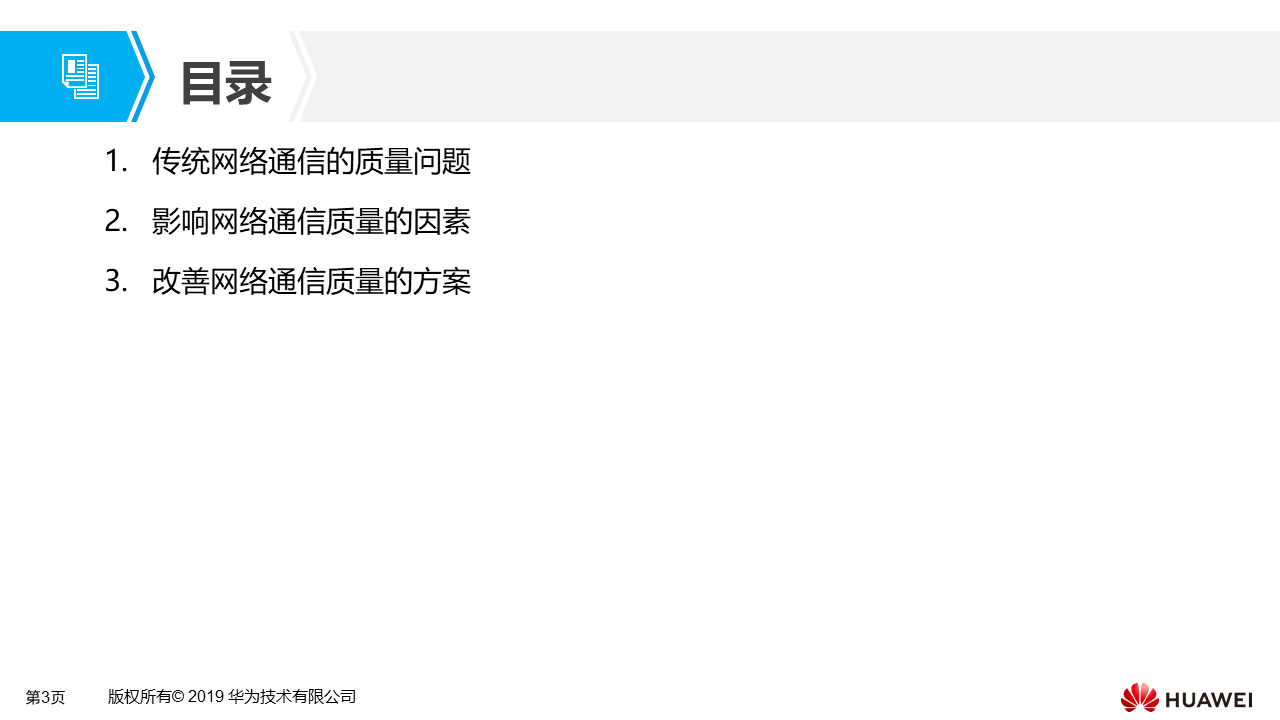 目录
1. 传统网络通信的质量问题
2. 影响网络通信质量的因素
3. 改善网络通信质量的方案
第3页 版权所有© 2019 华为技术有限公司
HUAWEI